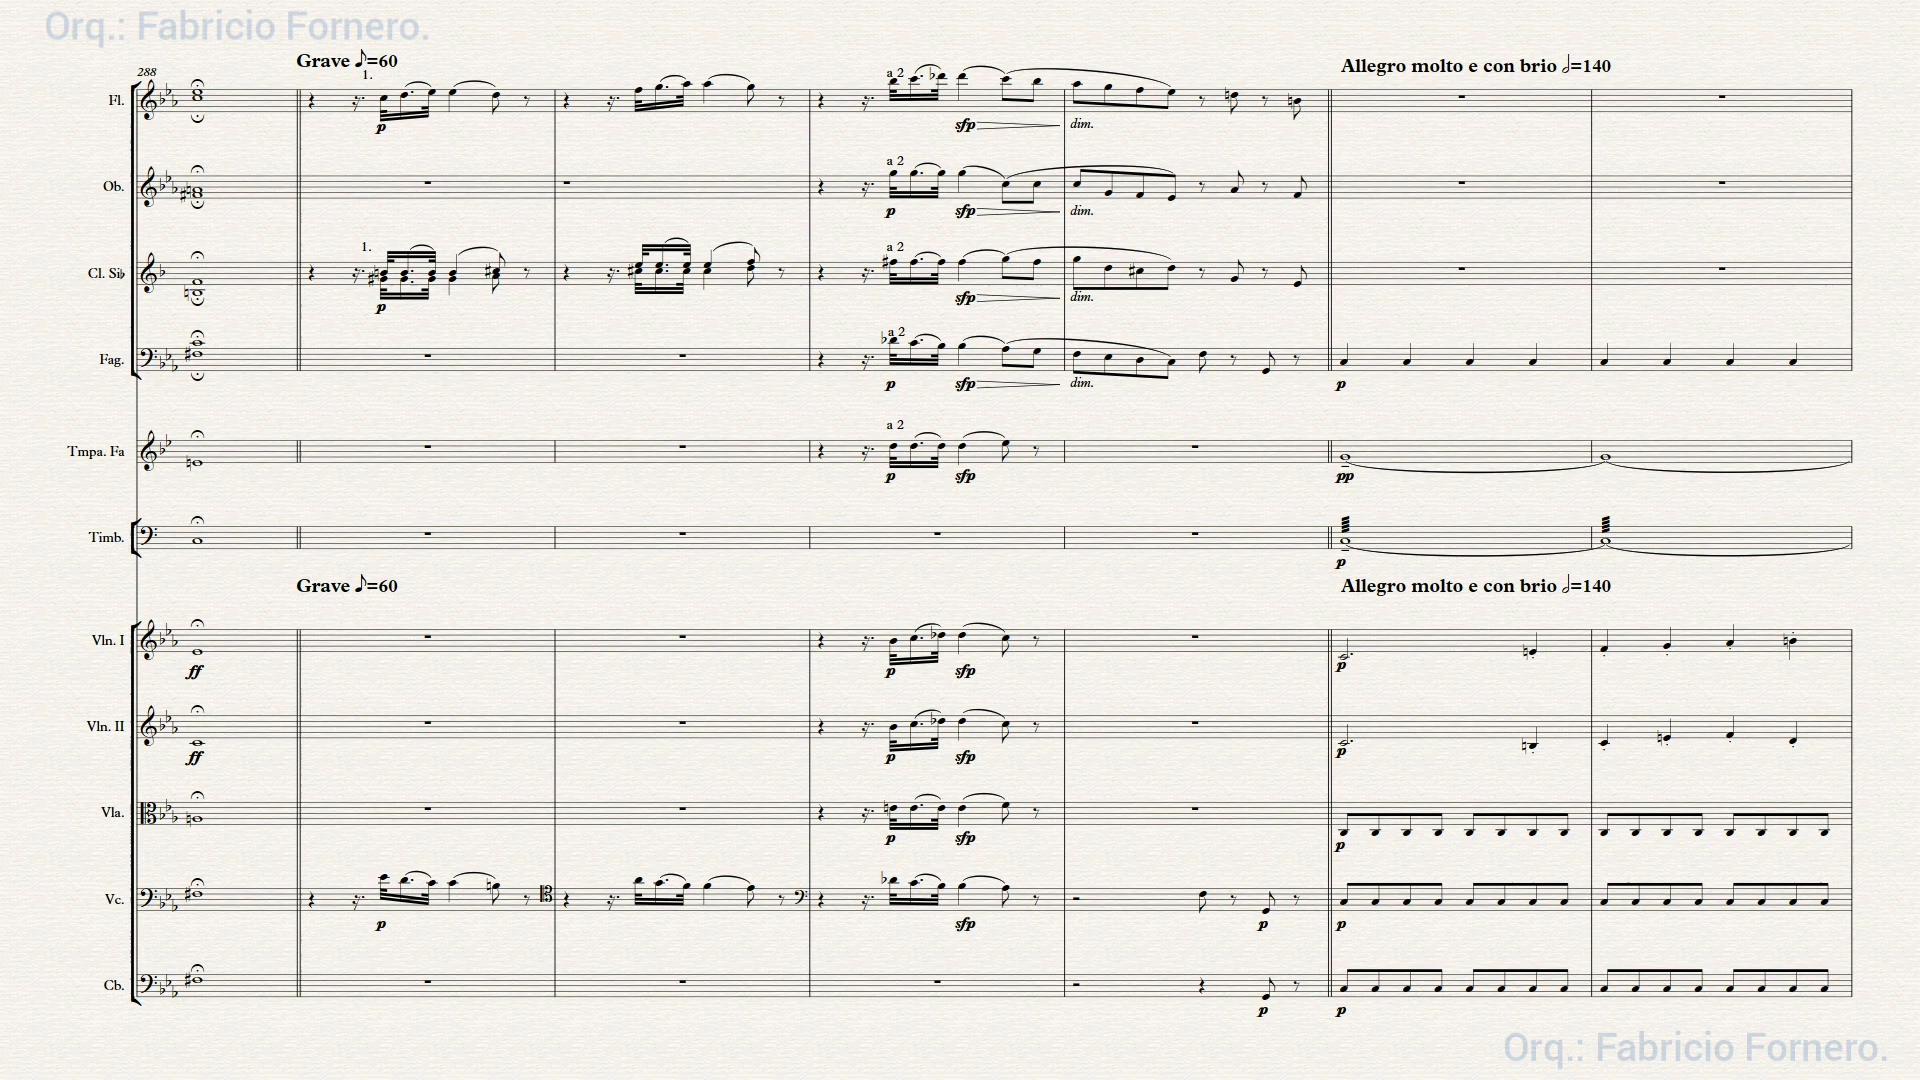 Orq.: Fabricio Fornero.
Grave =60
Allegro molto e con brio =140
288
1.
a 2
Fl.
p
sfp
dim.
a 2
Ob.
p
sfp
dim.
1.
a 2
Cl. Si♭
p
sfp
dim.
a 2
Fag.
p
sfp
dim.
p
a 2
Tmpa. Fa
p
sfp
pp
Timb.
p
Grave =60
Allegro molto e con brio =140
Vln. I
ff
p
sfp
p
Vln. II
ff
p
sfp
p
Vla.
p
sfp
p
Vc.
p
sfp
p
p
Cb.
p
p
Orq.: Fabricio Fornero.